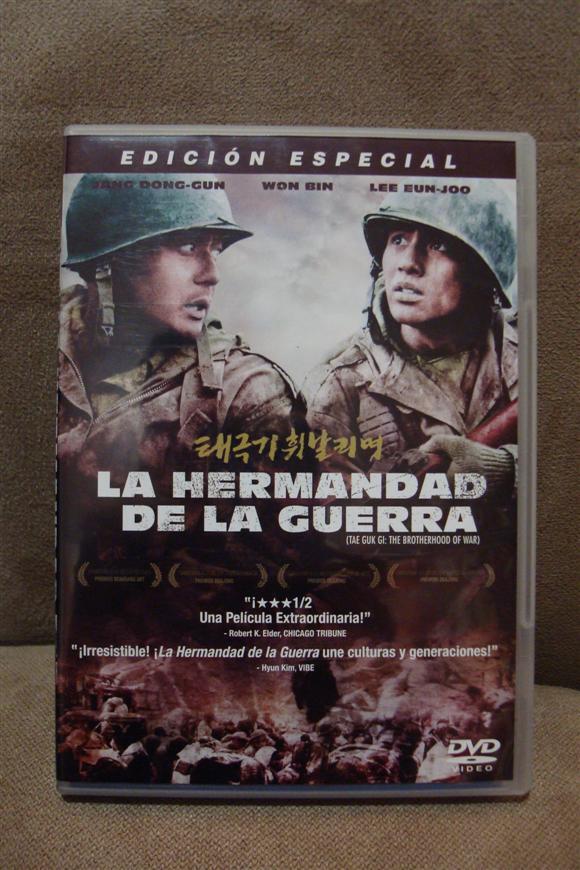 EDICIÓN ESPECIAL
JANG DONG-GUN WON BIN LEE EUN-JOO
태극기 휘날리며
LA HERMANDAD
DE LA GUERRA
(TAE GUK GI: THE BROTHERHOOD OF WAR)
"¡★★★1/2
Una Película Extraordinaria!"
- Robert K. Elder, CHICAGO TRIBUNE
"¡Irresistible! ¡La Hermandad de la Guerra une culturas y generaciones!"
- Hyun Kim, VIBE
DVD
VIDEO